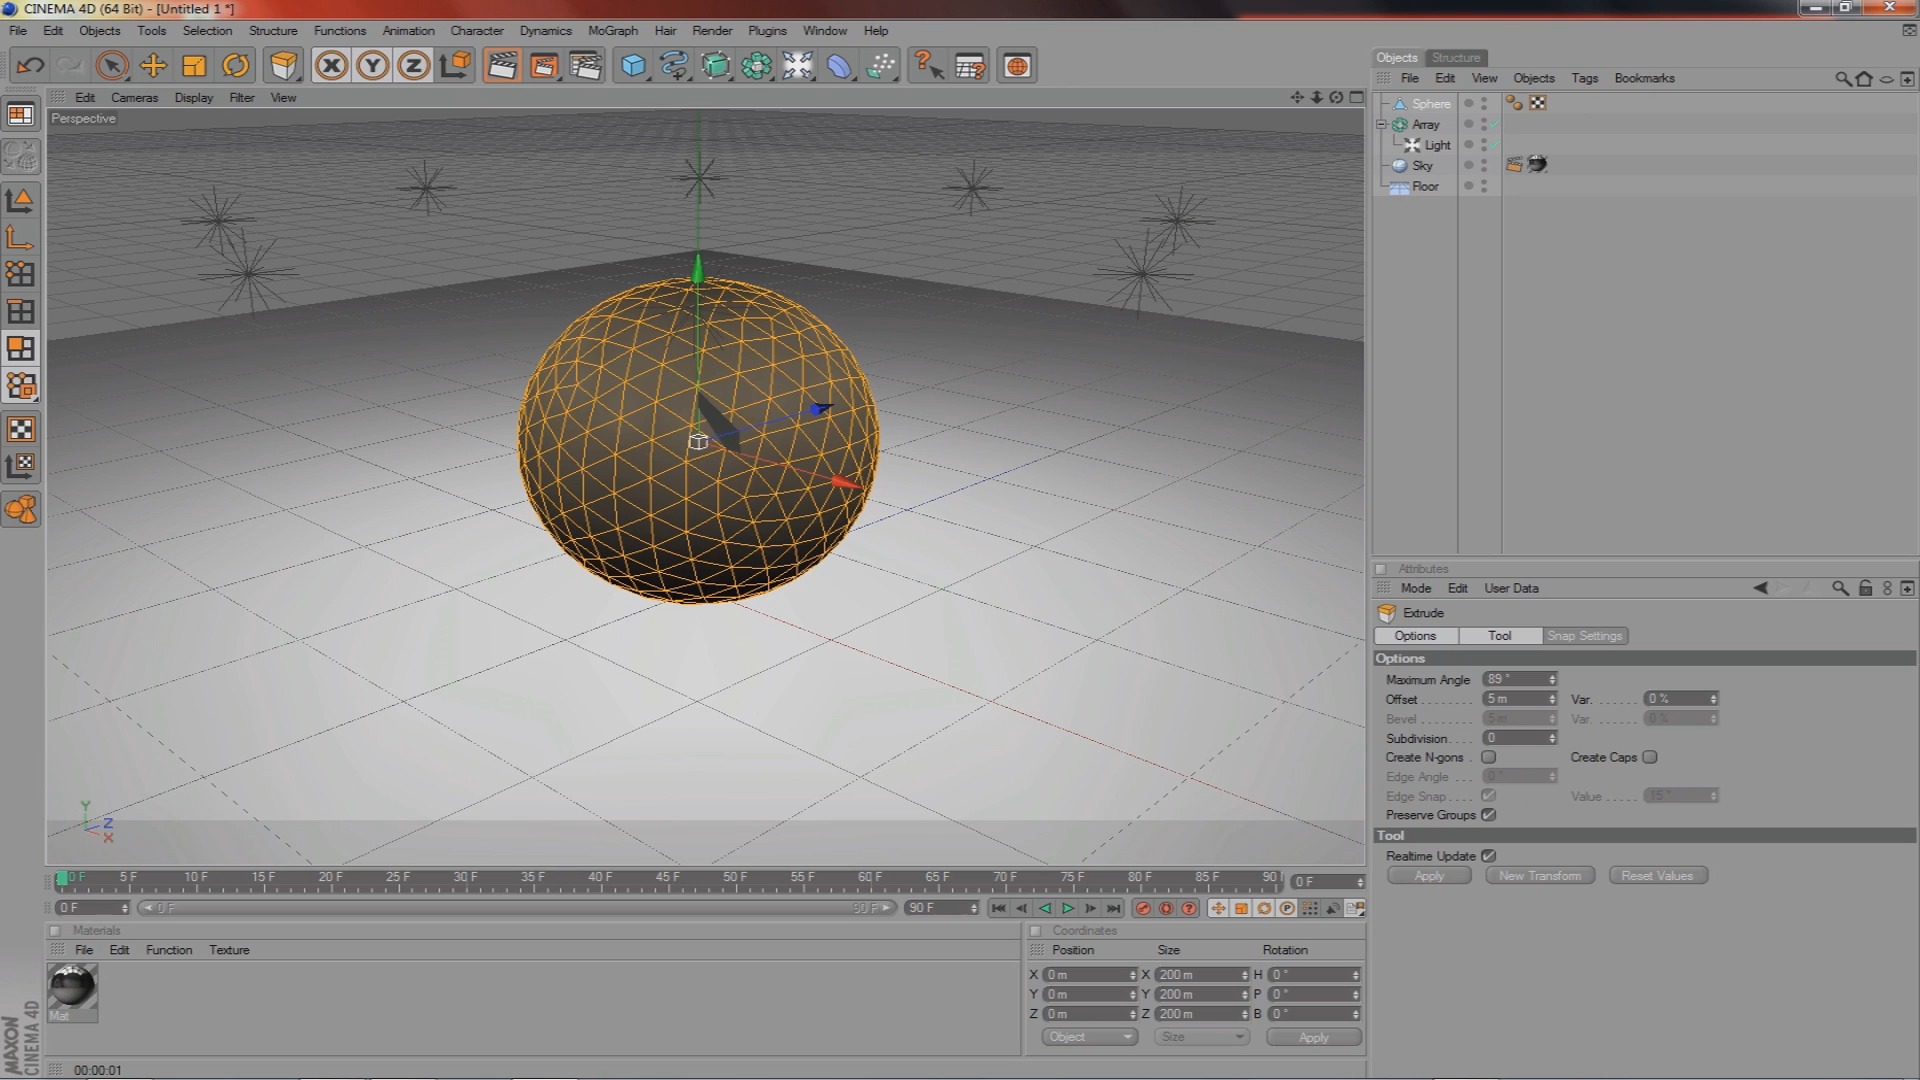 CINEMA 4D (64 Bit) - [Untitled 1 *]
File Edit Objects Tools Selection Structure Functions Animation Character Dynamics MoGraph Hair Render Plugins Window Help
Edit Cameras Display Filter View
Perspective
Y
Z
X
0 F 5 F 10 F 15 F 20 F 25 F 30 F 35 F 40 F 45 F 50 F 55 F 60 F 65 F 70 F 75 F 80 F 85 F 90
0 F
0 F
0 F
90 F
90 F
Materials
File Edit Function Texture
Mat
Coordinates
Position Size Rotation
X 0 m X 200 m H 0 °
Y 0 m Y 200 m P 0 °
Z 0 m Z 200 m B 0 °
Object Size Apply
MAXON
CINEMA 4D
00:00:01
Objects Structure
File Edit View Objects Tags Bookmarks
Sphere
Array
Light
Sky
Floor
Attributes
Mode Edit User Data
Extrude
Options Tool Snap Settings
Options
Maximum Angle 89 °
Offset 5 m Var. 0 %
Bevel 5 m Var. 0 %
Subdivision 0
Create N-gons Create Caps
Edge Angle 0 °
Edge Snap Value 15 °
Preserve Groups
Tool
Realtime Update
Apply New Transform Reset Values